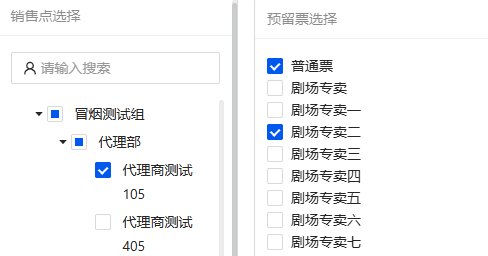 销售点选择
请输入搜索
冒烟测试组
代理部
代理商测试
105
代理商测试
405
预留票选择
普通票
剧场专卖
剧场专卖一
剧场专卖二
剧场专卖三
剧场专卖四
剧场专卖五
剧场专卖六
剧场专卖七